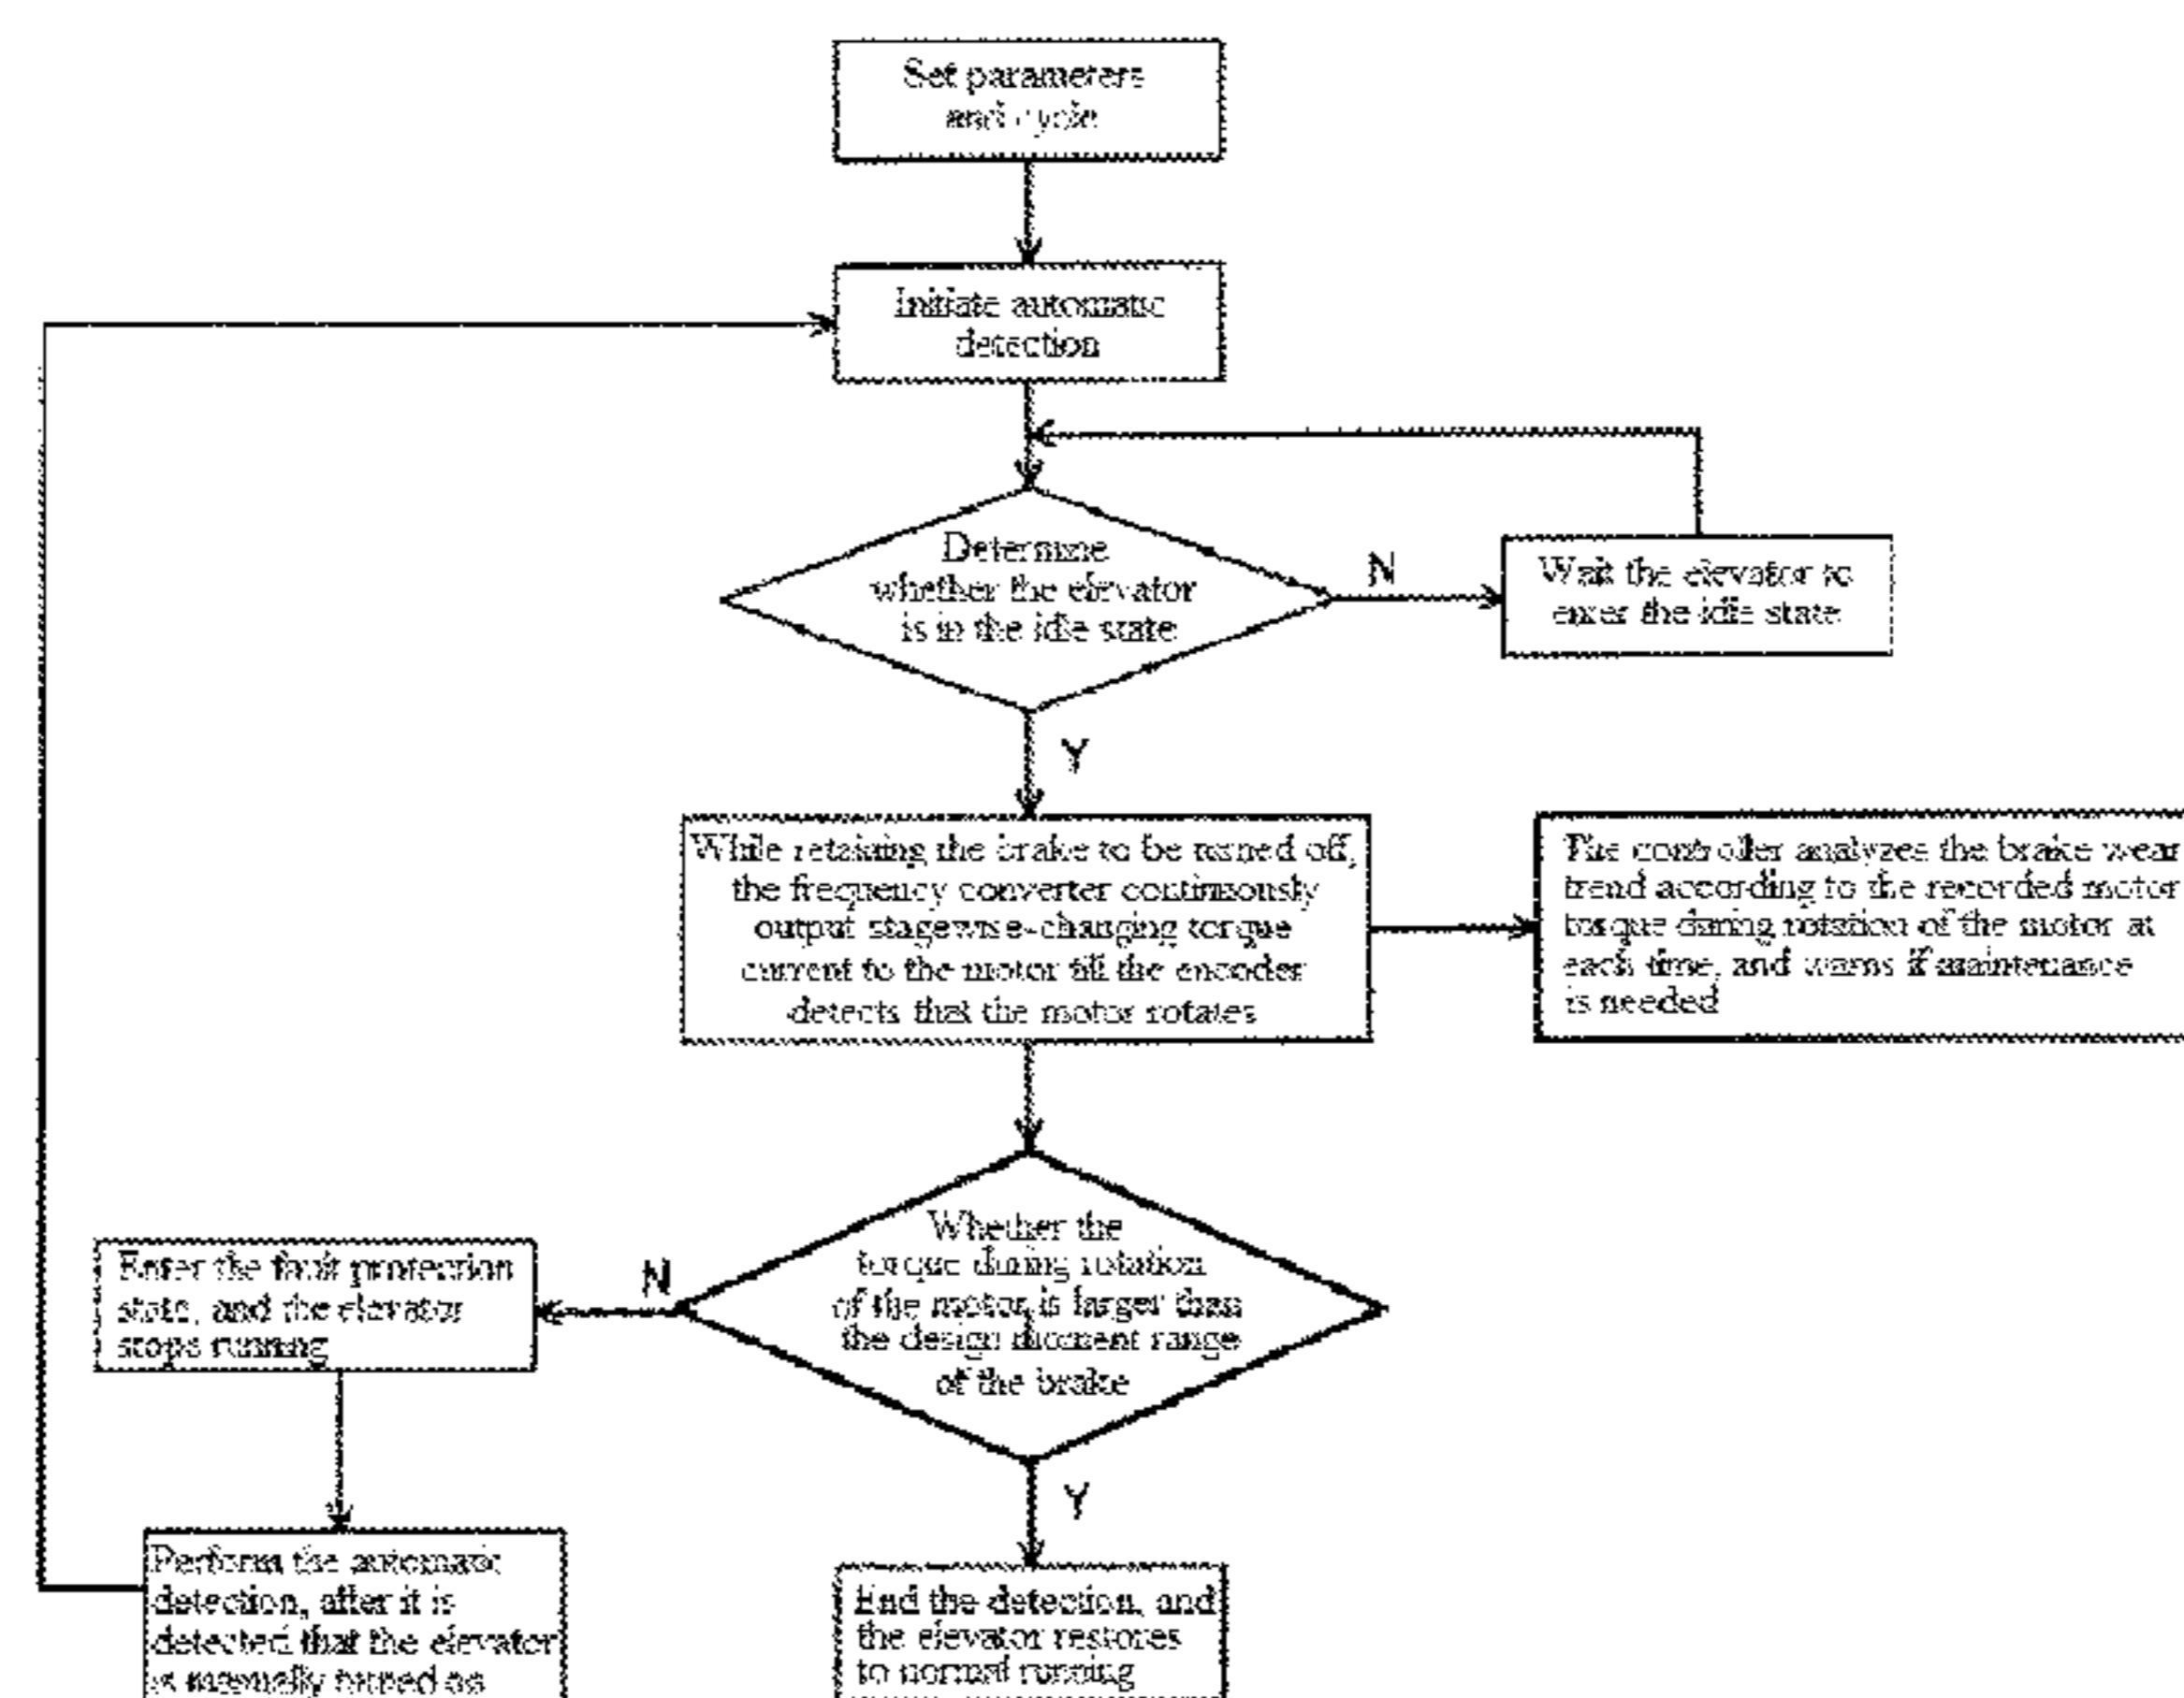 Set parameters
and cycle
Initiate automatic
detection
Determine
whether the elevator
is in the idle state
N
Wait the elevator to
enter the idle state
Y
While retaining the brake to be turned off,
the frequency converter continuously
output stagewise-changing torque
current to the motor till the encoder
detects that the motor rotates
The controller analyzes the brake wear
trend according to the recorded motor
torque during rotation of the motor at
each time, and warns if maintenance
is needed
Whether the
torque during rotation
of the motor is larger than
the design moment range
of the brake
N
Enter the fault protection
state, and the elevator
stops running
Y
Perform the automatic
detection, after it is
detected that the elevator
is manually turned on
End the detection, and
the elevator restores
to normal running